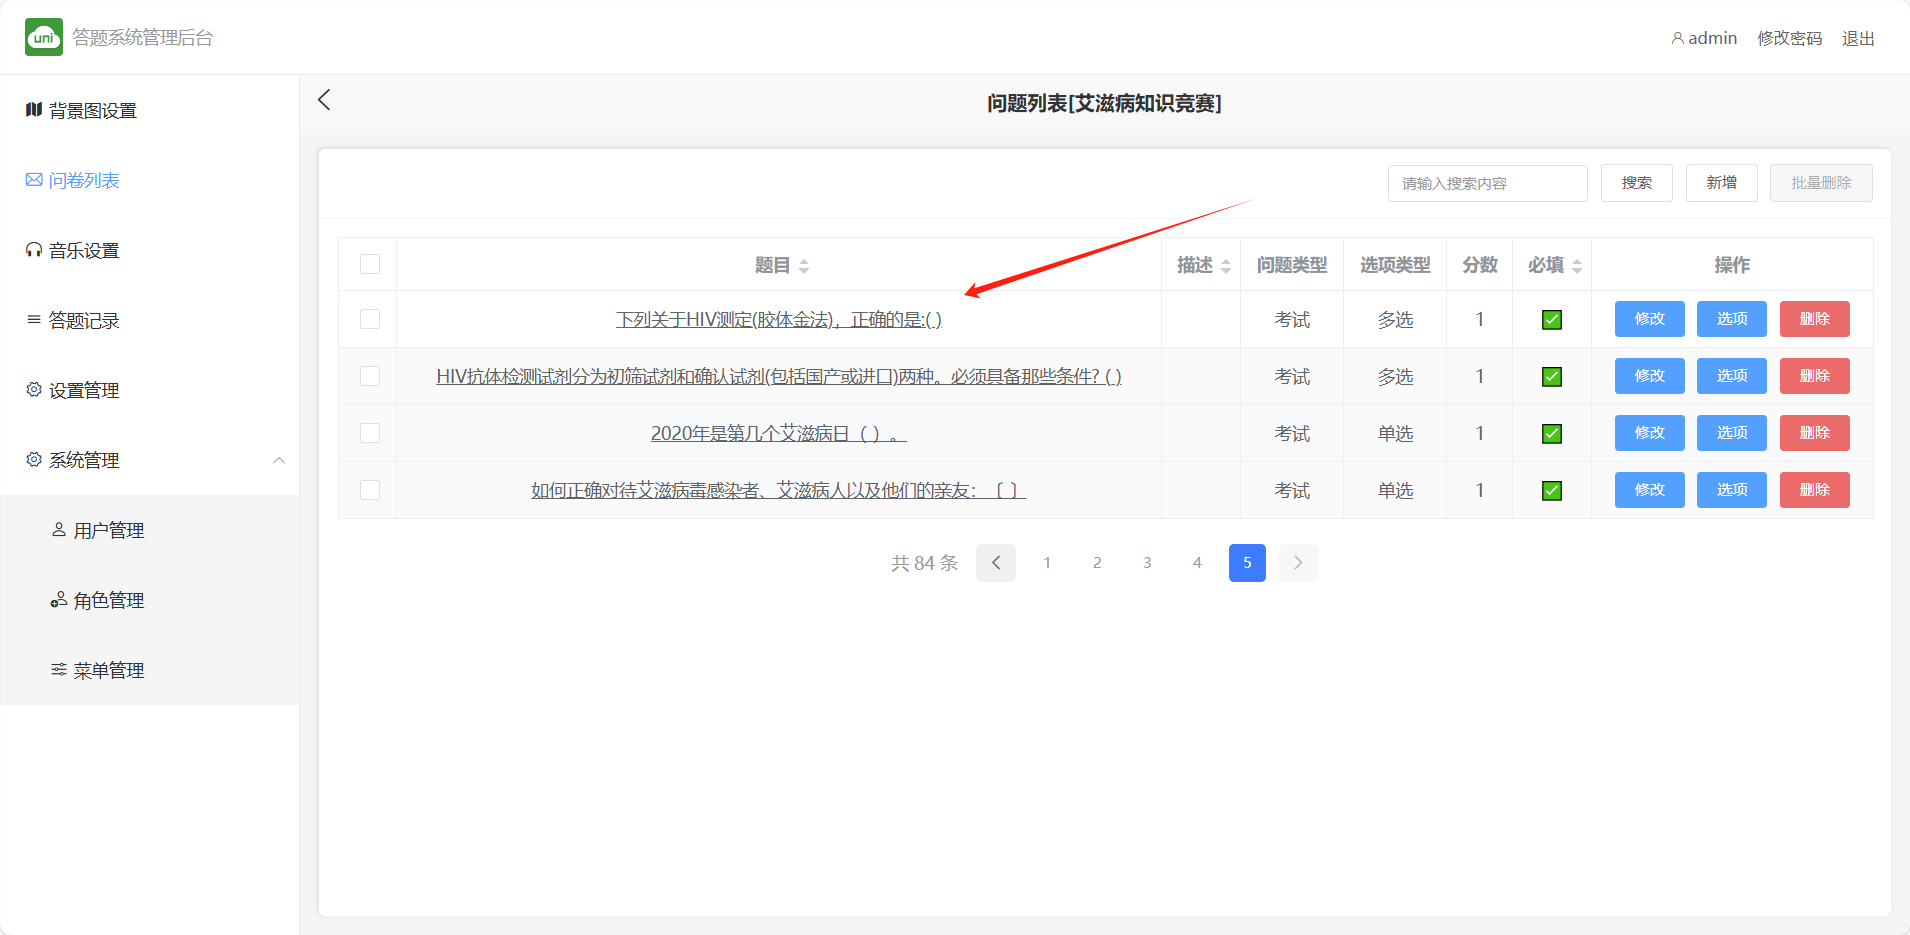 uni 答题系统管理后台
admin 修改密码 退出
背景图设置
问卷列表
音乐设置
答题记录
设置管理
系统管理
用户管理
角色管理
菜单管理
问题列表[艾滋病知识竞赛]
请输入搜索内容 搜索 新增 批量删除
题目 描述 问题类型 选项类型 分数 必填 操作
下列关于HIV测定(胶体金法)，正确的是:( ) 考试 多选 1 修改 选项 删除
HIV抗体检测试剂分为初筛试剂和确认试剂(包括国产或进口)两种。必须具备那些条件? ( ) 考试 多选 1 修改 选项 删除
2020年是第几个艾滋病日（ ）。 考试 单选 1 修改 选项 删除
如何正确对待艾滋病毒感染者、艾滋病人以及他们的亲友：〔 〕 考试 单选 1 修改 选项 删除
共 84 条 1 2 3 4 5